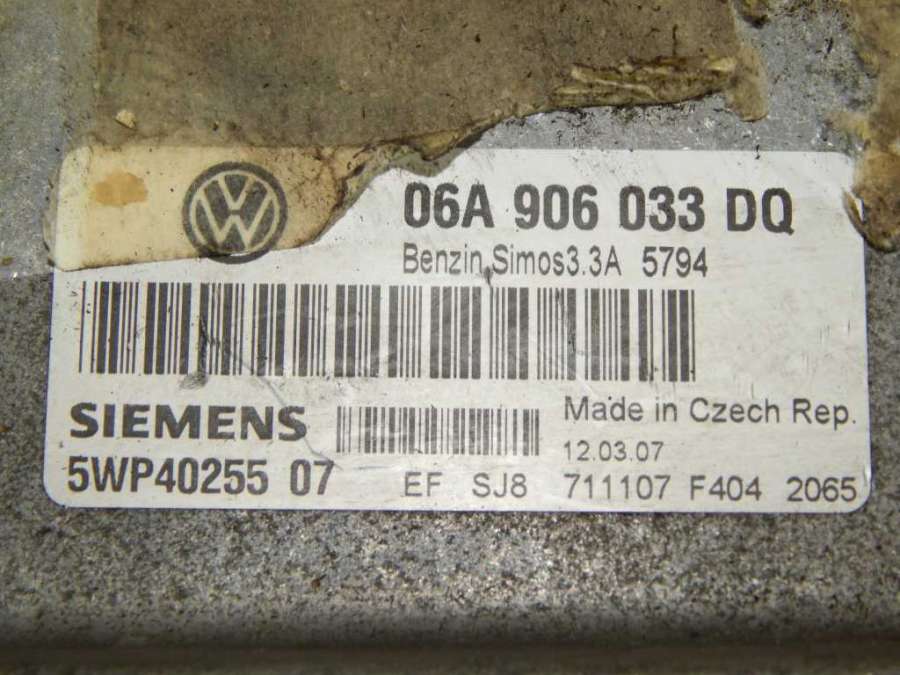 06A 906 033 DQ
Benzin Simos3.3A 5794
SIEMENS
Made in Czech Rep.
12.03.07
5WP40255 07
EF SJ8 711107 F404 2065